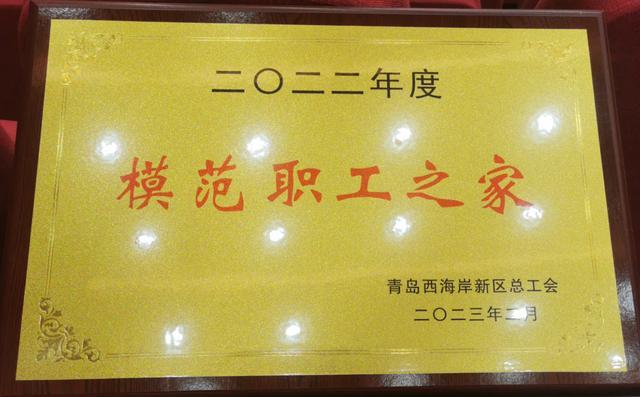 二〇二二年度
模范职工之家
青岛西海岸新区总工会
二〇二三年二月